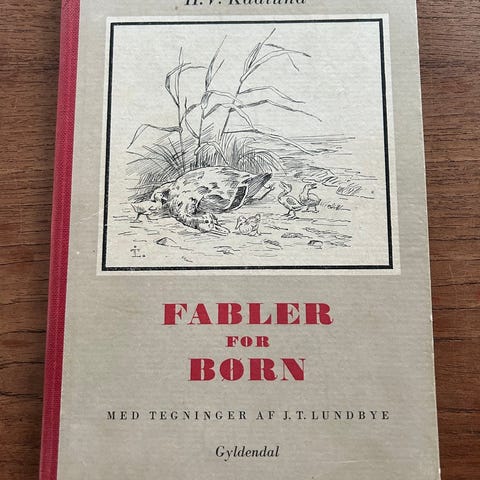 H.V. Kaalund
FABLER
FOR
BØRN
MED TEGNINGER AF J. T. LUNDBYE
Gyldendal